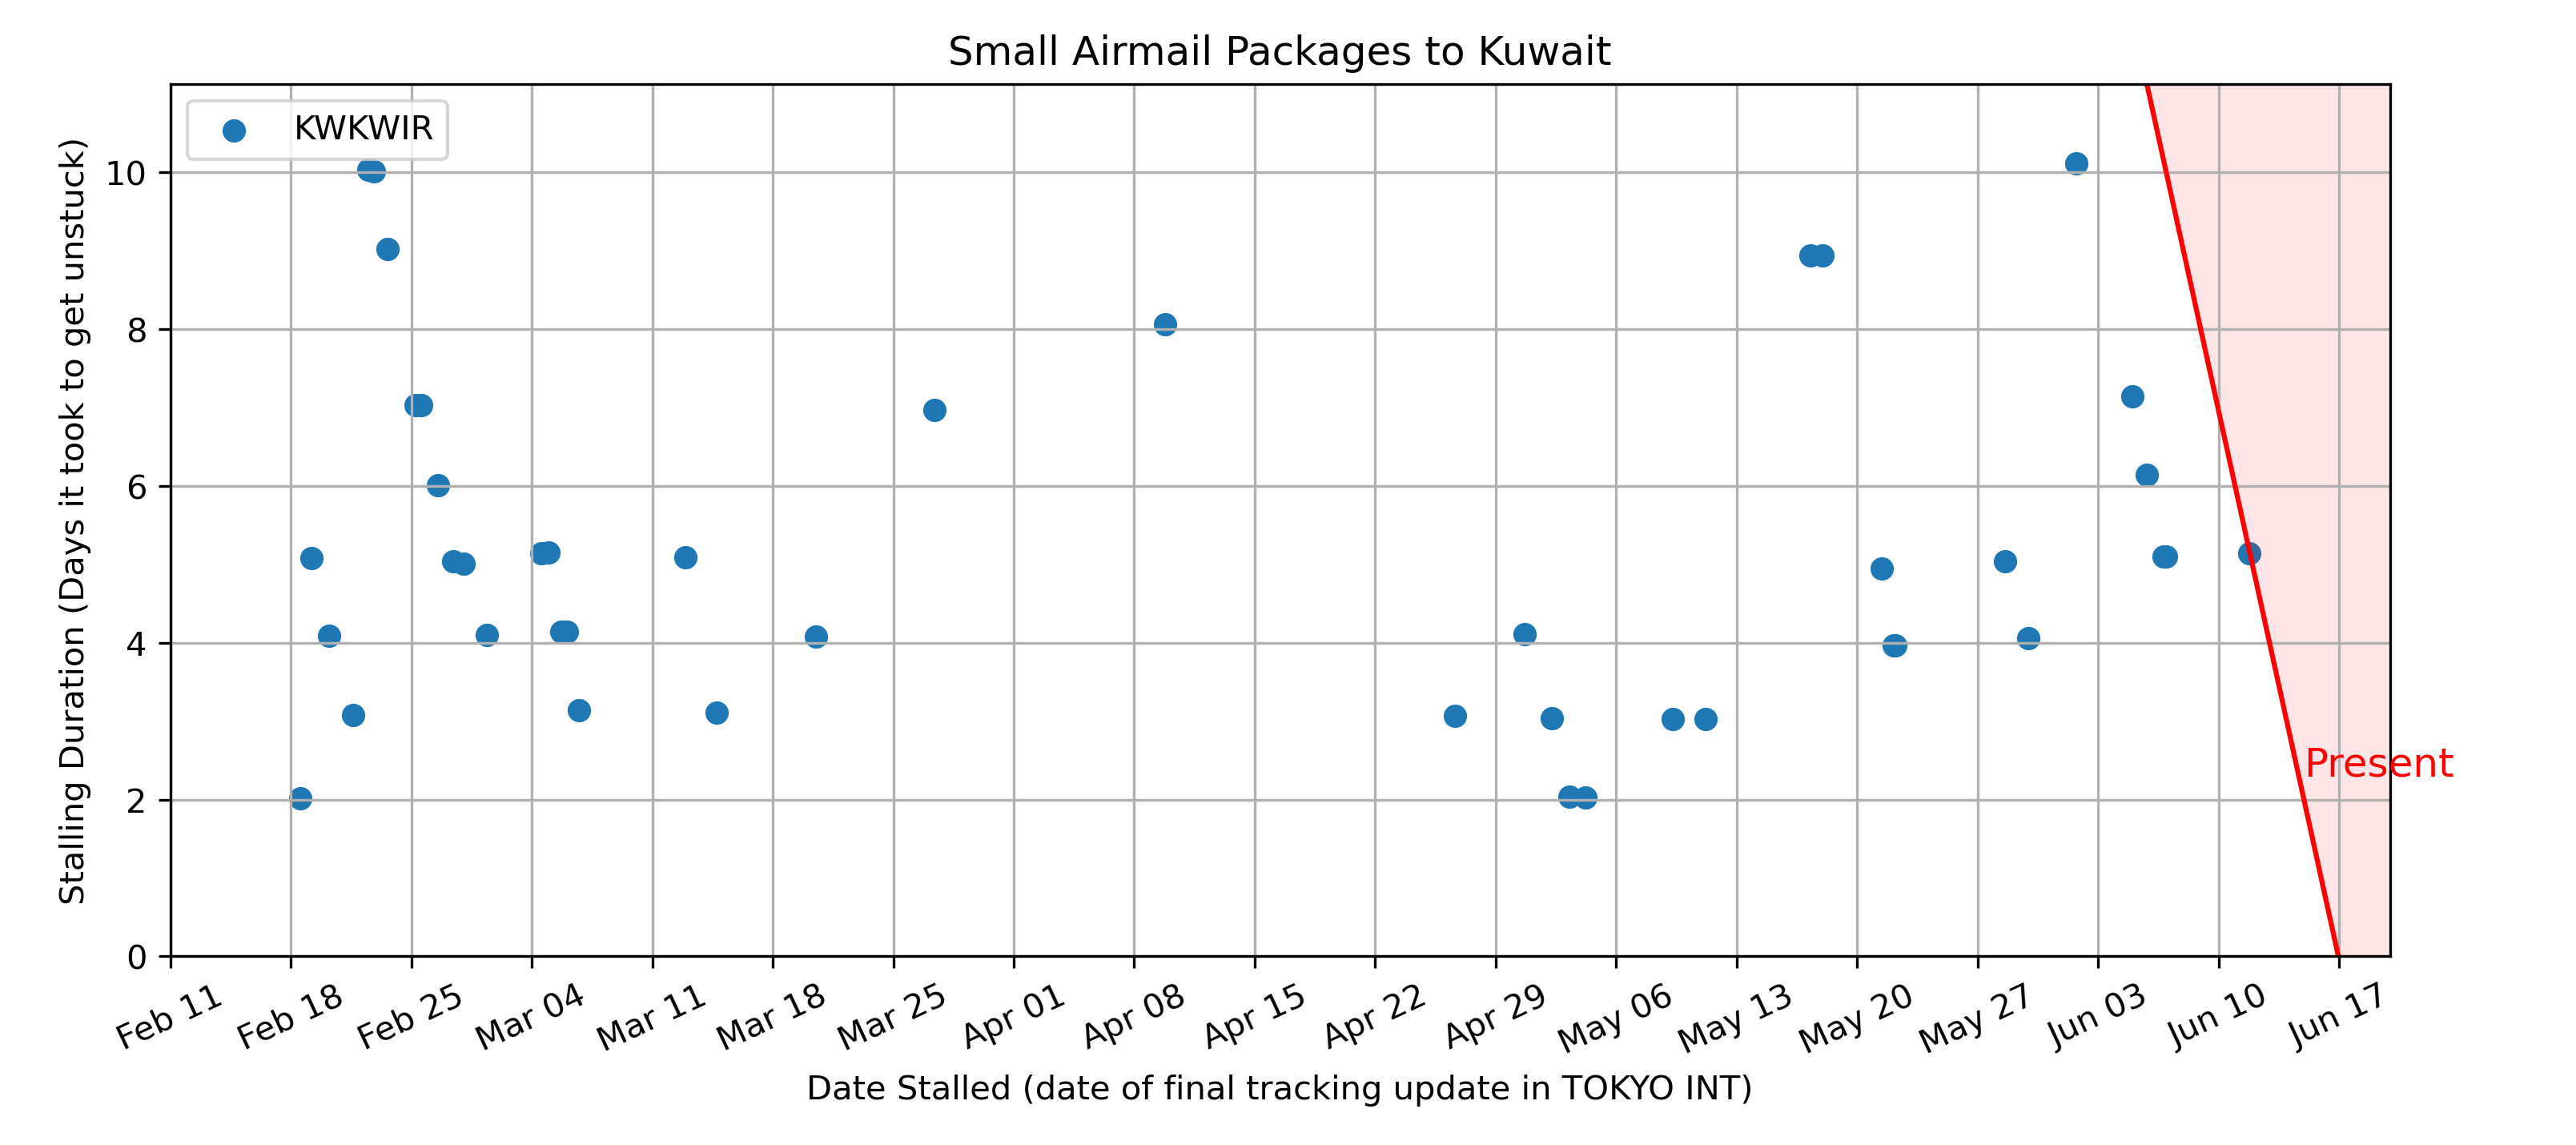 Small Airmail Packages to Kuwait
KWKWIR
Stalling Duration (Days it took to get unstuck)
10
8
6
4
2
0
Present
Feb 11
Feb 18
Feb 25
Mar 04
Mar 11
Mar 18
Mar 25
Apr 01
Apr 08
Apr 15
Apr 22
Apr 29
May 06
May 13
May 20
May 27
Jun 03
Jun 10
Jun 17
Date Stalled (date of final tracking update in TOKYO INT)